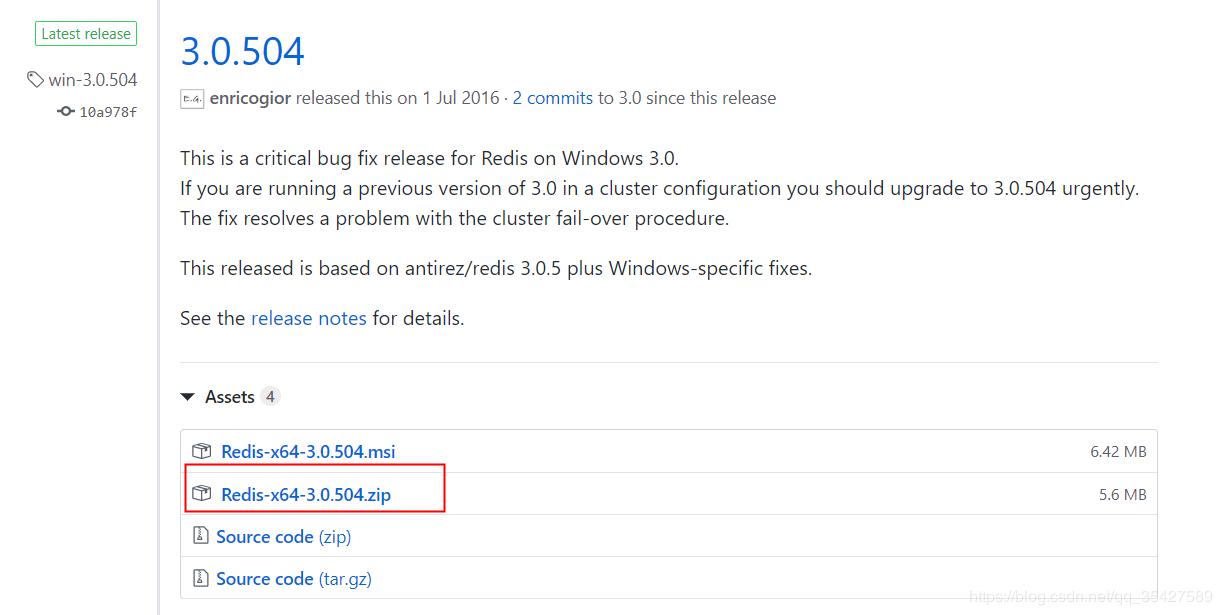 Latest release
3.0.504
win-3.0.504
enricogior released this on 1 Jul 2016 · 2 commits to 3.0 since this release
10a978f
This is a critical bug fix release for Redis on Windows 3.0.
If you are running a previous version of 3.0 in a cluster configuration you should upgrade to 3.0.504 urgently.
The fix resolves a problem with the cluster fail-over procedure.
This released is based on antirez/redis 3.0.5 plus Windows-specific fixes.
See the release notes for details.
Assets 4
Redis-x64-3.0.504.msi 6.42 MB
Redis-x64-3.0.504.zip 5.6 MB
Source code (zip)
Source code (tar.gz)
https://blog.csdn.net/qq_35427589